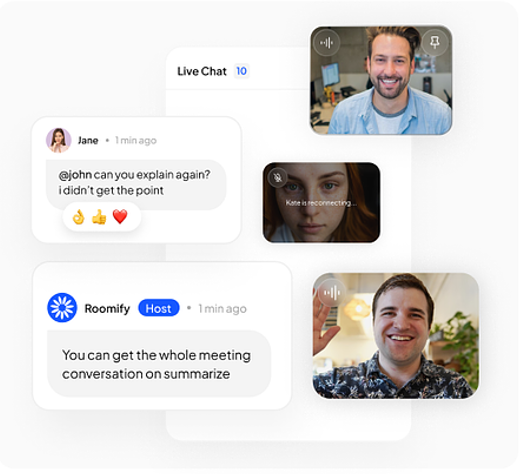 Live Chat 10
Jane • 1 min ago
@john can you explain again?
i didn't get the point
Kate is reconnecting...
Roomify Host • 1 min ago
You can get the whole meeting
conversation on summarize